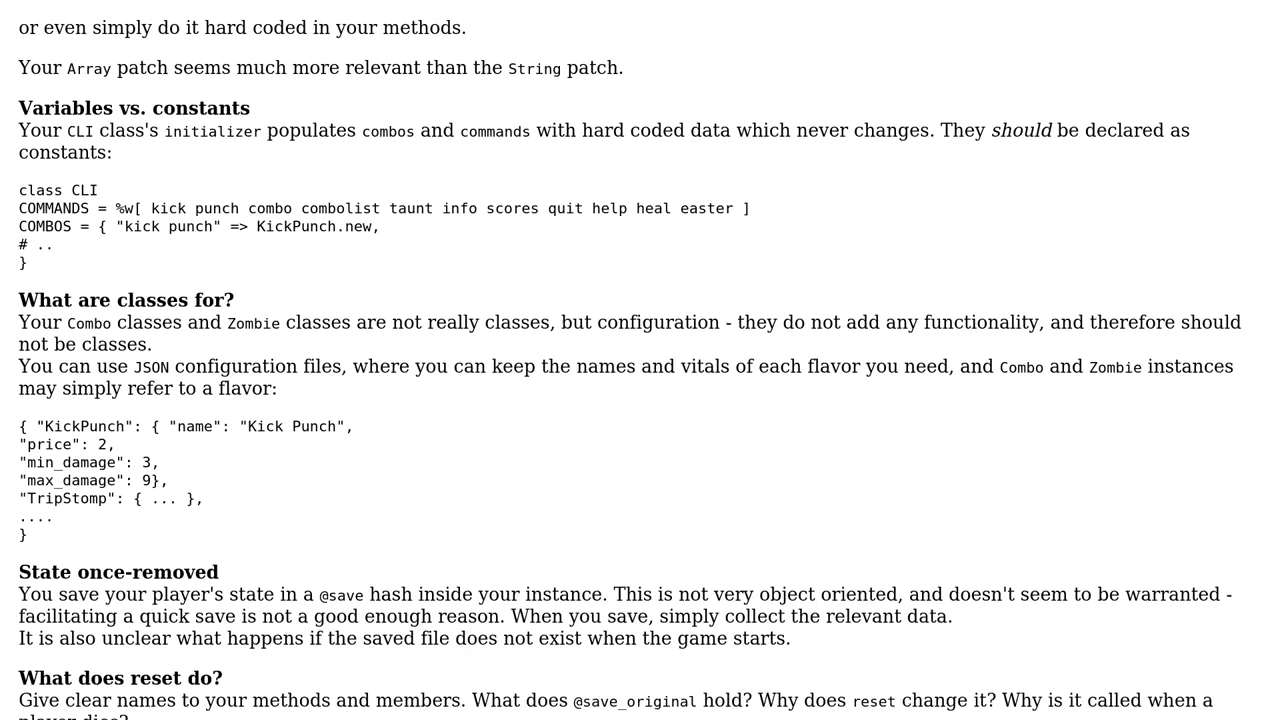 or even simply do it hard coded in your methods.
Your Array patch seems much more relevant than the String patch.
Variables vs. constants
Your CLI class's initializer populates combos and commands with hard coded data which never changes. They should be declared as
constants:
class CLI
COMMANDS = %w[ kick punch combo combolist taunt info scores quit help heal easter ]
COMBOS = { "kick punch" => KickPunch.new,
# ..
}
What are classes for?
Your Combo classes and Zombie classes are not really classes, but configuration - they do not add any functionality, and therefore should
not be classes.
You can use JSON configuration files, where you can keep the names and vitals of each flavor you need, and Combo and Zombie instances
may simply refer to a flavor:
{ "KickPunch": { "name": "Kick Punch",
"price": 2,
"min_damage": 3,
"max_damage": 9},
"TripStomp": { ... },
....
}
State once-removed
You save your player's state in a @save hash inside your instance. This is not very object oriented, and doesn't seem to be warranted -
facilitating a quick save is not a good enough reason. When you save, simply collect the relevant data.
It is also unclear what happens if the saved file does not exist when the game starts.
What does reset do?
Give clear names to your methods and members. What does @save_original hold? Why does reset change it? Why is it called when a
player dies?